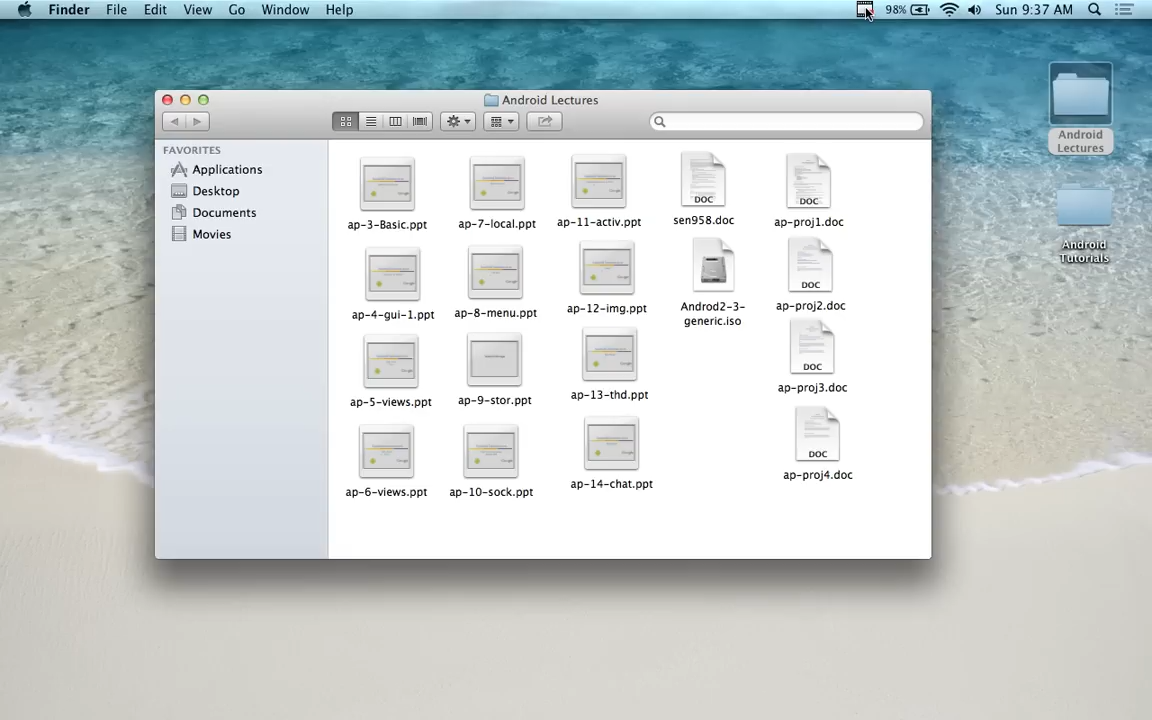 Finder File Edit View Go Window Help 98% Sun 9:37 AM
Android Lectures
FAVORITES
Applications
Desktop
Documents
Movies
ap-3-Basic.ppt
ap-7-local.ppt
ap-11-activ.ppt
DOC
sen958.doc
DOC
ap-proj1.doc
ap-4-gui-1.ppt
ap-8-menu.ppt
ap-12-img.ppt
Androd2-3-
generic.iso
DOC
ap-proj2.doc
ap-5-views.ppt
ap-9-stor.ppt
ap-13-thd.ppt
DOC
ap-proj3.doc
ap-6-views.ppt
ap-10-sock.ppt
ap-14-chat.ppt
DOC
ap-proj4.doc
Android
Lectures
Android
Tutorials